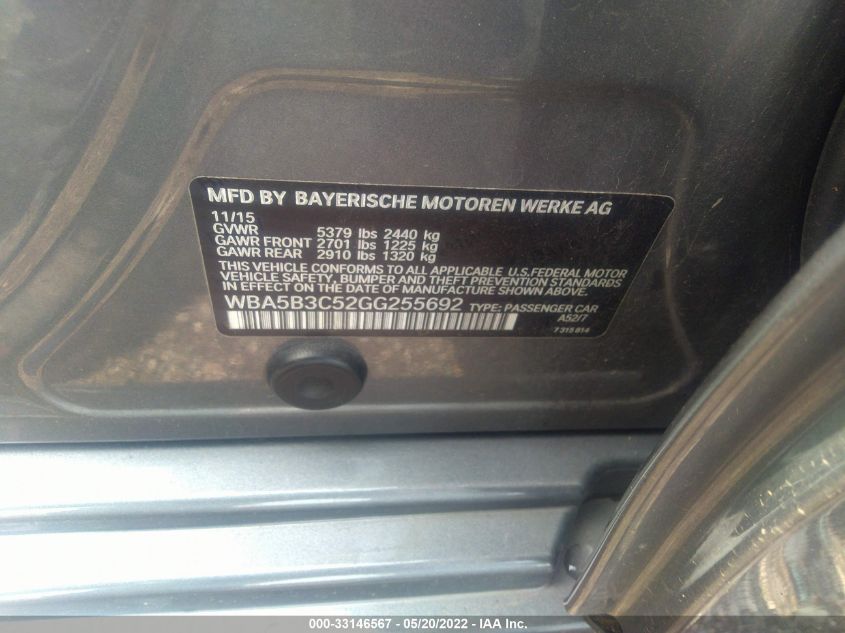 MFD BY BAYERISCHE MOTOREN WERKE AG
11/15
GVWR 5379 lbs 2440 kg
GAWR FRONT 2701 lbs 1225 kg
GAWR REAR 2910 lbs 1320 kg
THIS VEHICLE CONFORMS TO ALL APPLICABLE U.S.FEDERAL MOTOR
VEHICLE SAFETY, BUMPER AND THEFT PREVENTION STANDARDS
IN EFFECT ON THE DATE OF MANUFACTURE SHOWN ABOVE.
WBA5B3C52GG255692 TYPE: PASSENGER CAR
A52/7
7315814
000-33146567 / 05/20/2022 - IAA Inc.